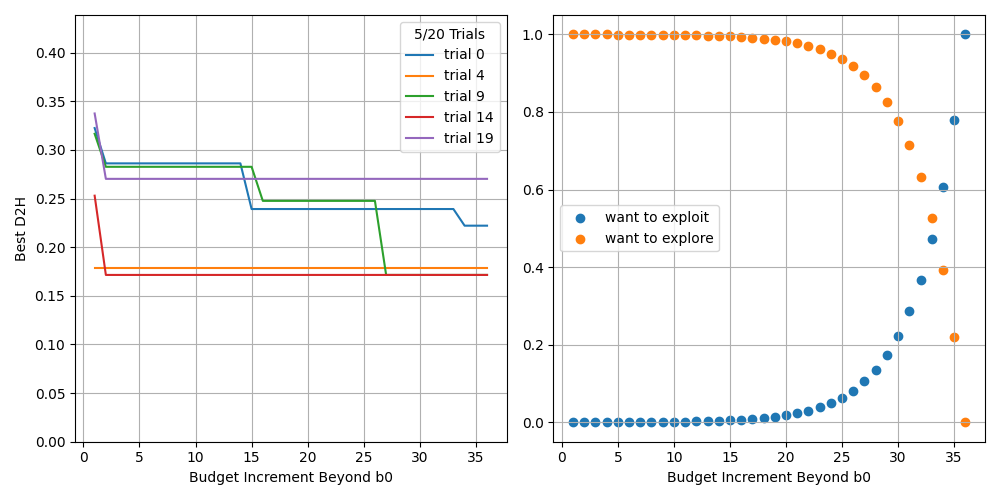 0.40
0.35
0.30
0.25
0.20
0.15
0.10
0.05
0.00
Best D2H
0 5 10 15 20 25 30 35
Budget Increment Beyond b0
5/20 Trials
trial 0
trial 4
trial 9
trial 14
trial 19
1.0
0.8
0.6
0.4
0.2
0.0
0 5 10 15 20 25 30 35
Budget Increment Beyond b0
want to exploit
want to explore